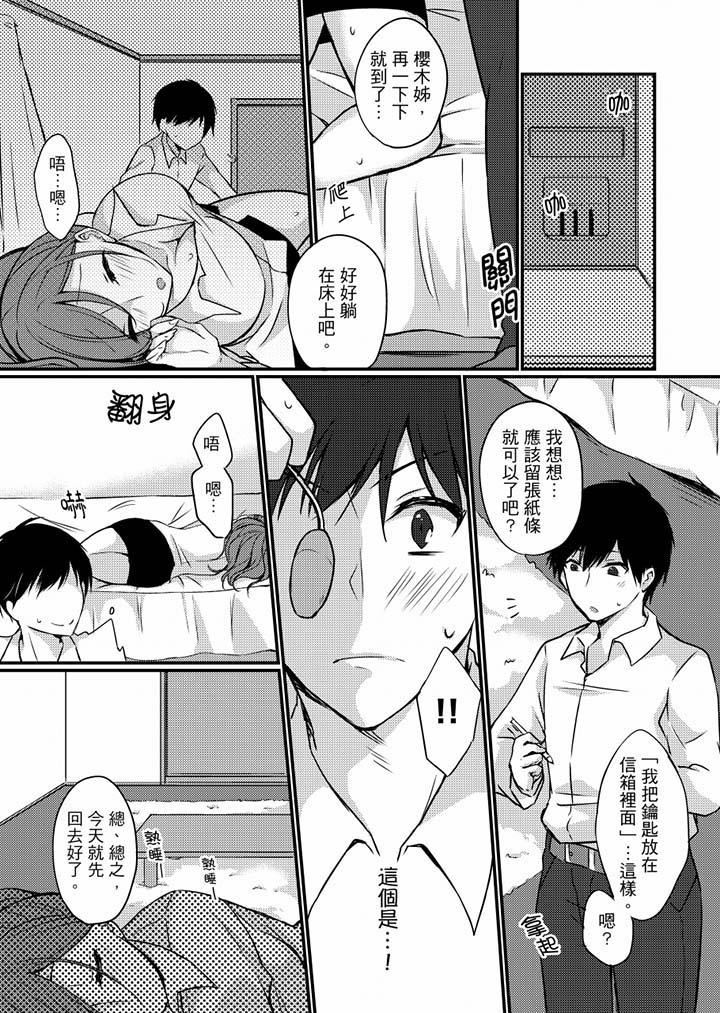 咖
咖
櫻木姊，
再一下下
就到了…
爬上
關門
好好躺
在床上吧。
唔…嗯…
我想想…
應該留張紙條
就可以了吧？
「我把鑰匙放在
信箱裡面」…這樣。
嗯？
拿起
!!
這個是…！
翻身
唔
嗯…
嘻
總、總之，
今天就先
回去好了。
熟睡
熟睡